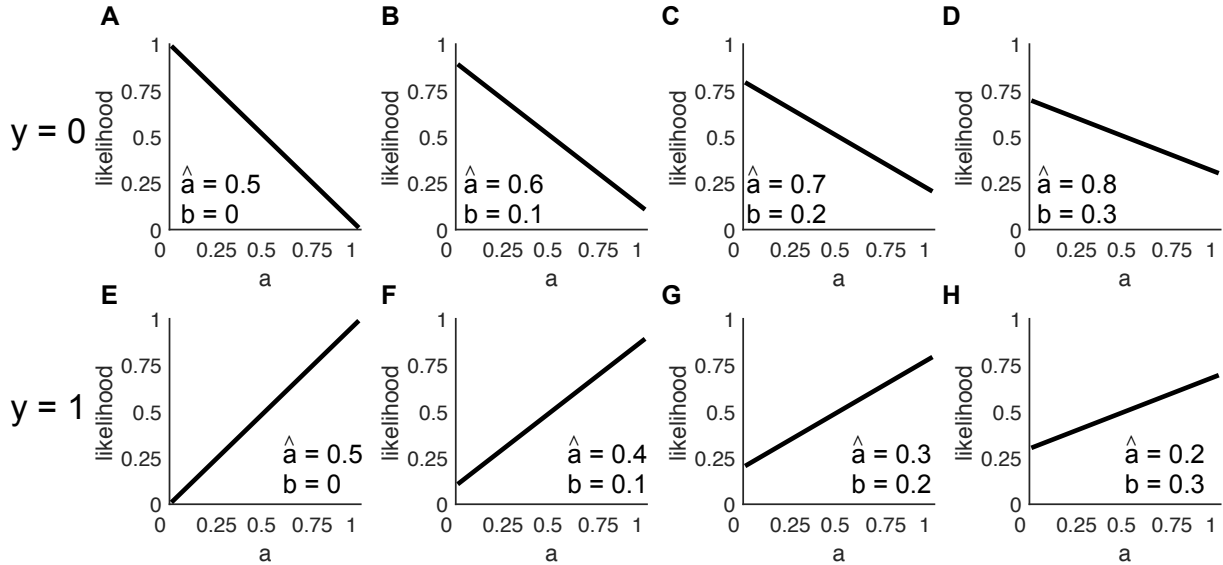 A B C D
y = 0
likelihood likelihood likelihood likelihood
1 1 1 1
0.75 0.75 0.75 0.75
0.5 0.5 0.5 0.5
0.25 0.25 0.25 0.25
0 0 0 0
â = 0.5 â = 0.6 â = 0.7 â = 0.8
b = 0 b = 0.1 b = 0.2 b = 0.3
0 0.25 0.5 0.75 1 0 0.25 0.5 0.75 1 0 0.25 0.5 0.75 1 0 0.25 0.5 0.75 1
a a a a
E F G H
y = 1
likelihood likelihood likelihood likelihood
1 1 1 1
0.75 0.75 0.75 0.75
0.5 0.5 0.5 0.5
0.25 0.25 0.25 0.25
0 0 0 0
â = 0.5 â = 0.4 â = 0.3 â = 0.2
b = 0 b = 0.1 b = 0.2 b = 0.3
0 0.25 0.5 0.75 1 0 0.25 0.5 0.75 1 0 0.25 0.5 0.75 1 0 0.25 0.5 0.75 1
a a a a